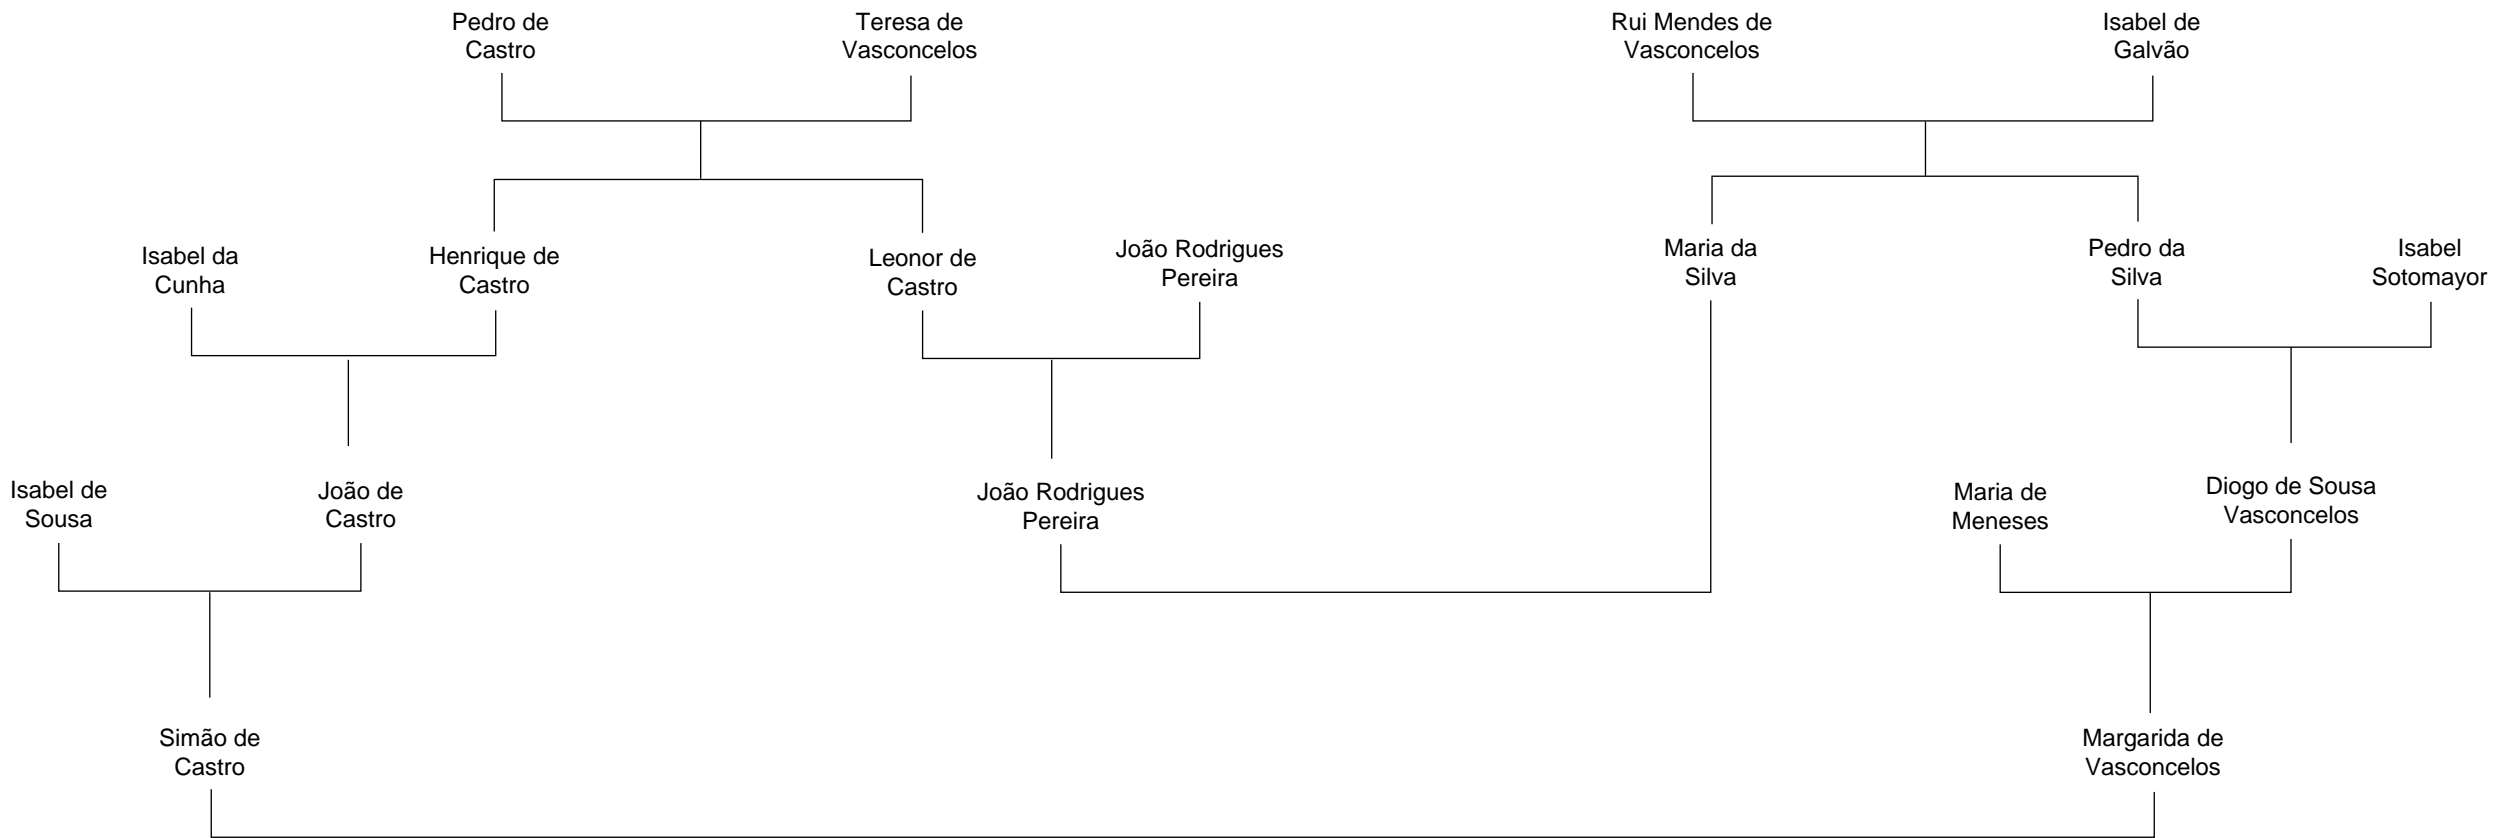 Pedro de
Castro
Teresa de
Vasconcelos
Rui Mendes de
Vasconcelos
Isabel de
Galvão
Isabel da
Cunha
Henrique de
Castro
Leonor de
Castro
João Rodrigues
Pereira
Maria da
Silva
Pedro da
Silva
Isabel
Sotomayor
Isabel de
Sousa
João de
Castro
João Rodrigues
Pereira
Maria de
Meneses
Diogo de Sousa
Vasconcelos
Simão de
Castro
Margarida de
Vasconcelos